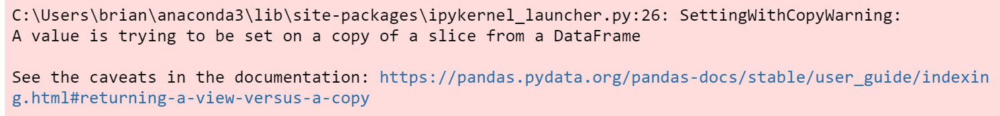 C:\Users\brian\anaconda3\lib\site-packages\ipykernel_launcher.py:26: SettingWithCopyWarning:
A value is trying to be set on a copy of a slice from a DataFrame
See the caveats in the documentation: https://pandas.pydata.org/pandas-docs/stable/user_guide/indexin
g.html#returning-a-view-versus-a-copy